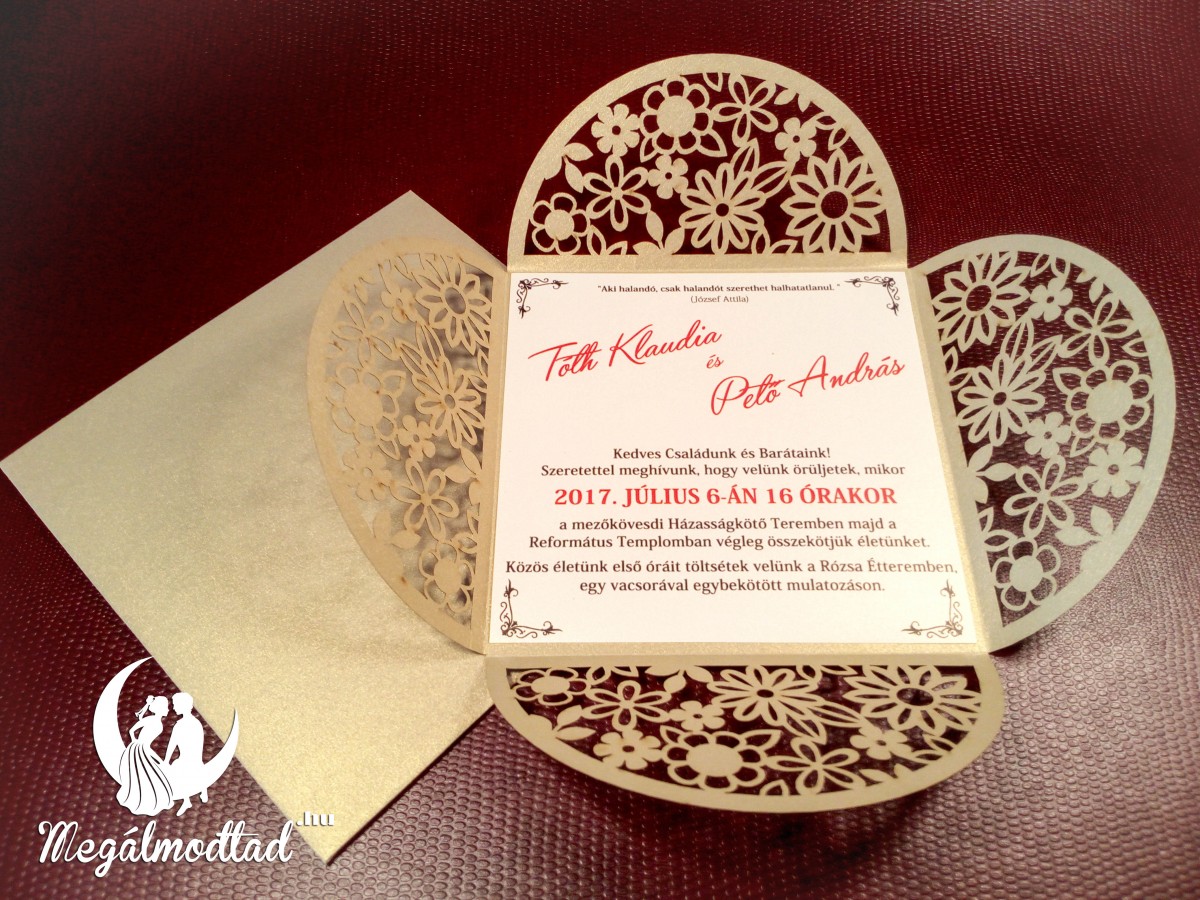 "Aki halandó, csak halandót szerethet halhatatlanul. "
(József Attila)
Tóth Klaudia
és
Pető András
Kedves Családunk és Barátaink!
Szeretettel meghívunk, hogy velünk örüljetek, mikor
2017. JÚLIUS 6-ÁN 16 ÓRAKOR
a mezőkövesdi Házasságkötő Teremben majd a
Református Templomban végleg összekötjük életünket.
Közös életünk első óráit töltsétek velünk a Rózsa Étteremben,
egy vacsorával egybekötött mulatozáson.
Megálmodtad.hu